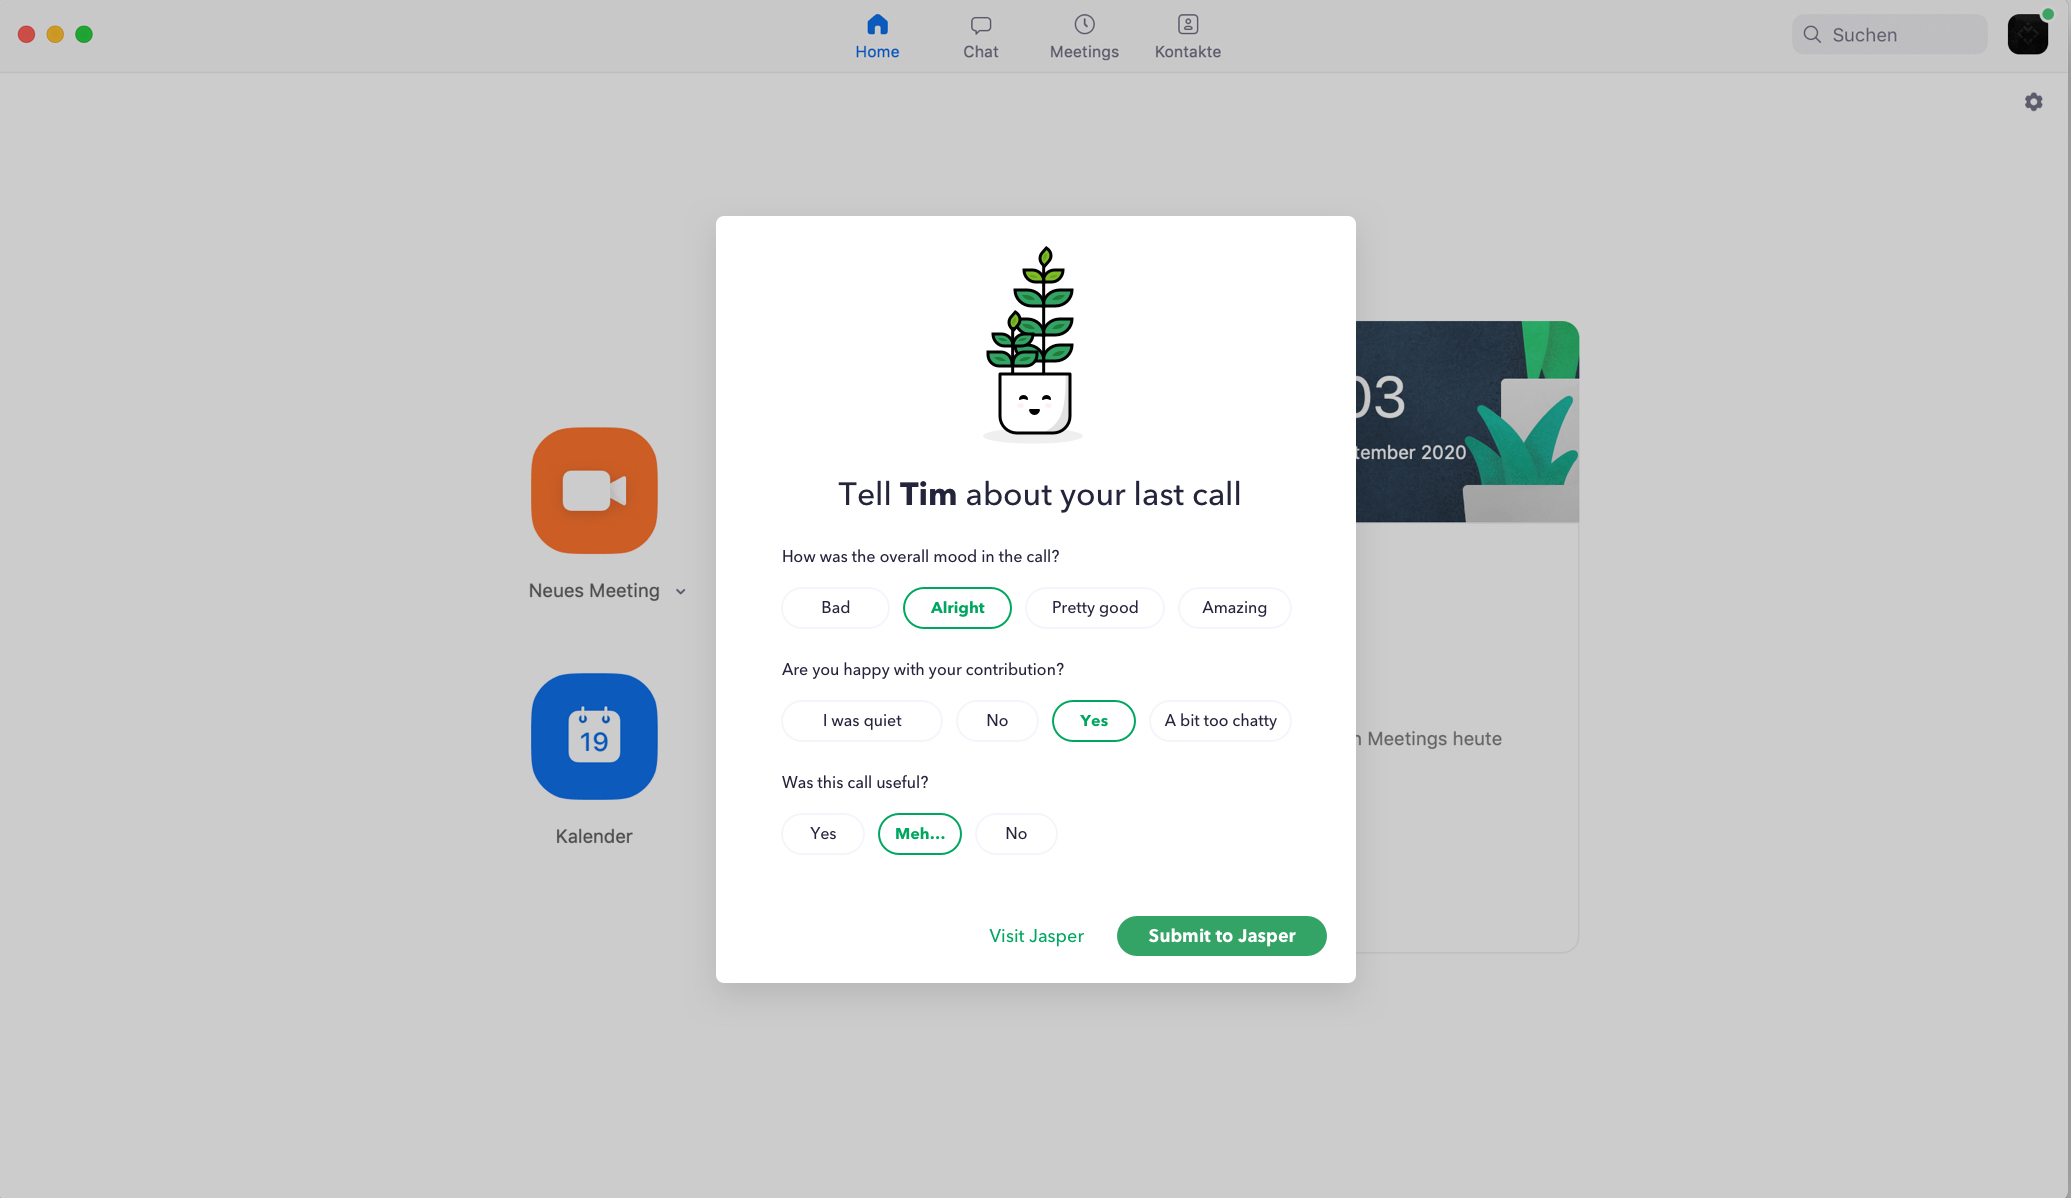 Home
Chat
Meetings
Kontakte
Suchen
03
tember 2020
Neues Meeting
19
Kalender
Meetings heute
Tell Tim about your last call
How was the overall mood in the call?
Bad
Alright
Pretty good
Amazing
Are you happy with your contribution?
I was quiet
No
Yes
A bit too chatty
Was this call useful?
Yes
Meh...
No
Visit Jasper
Submit to Jasper